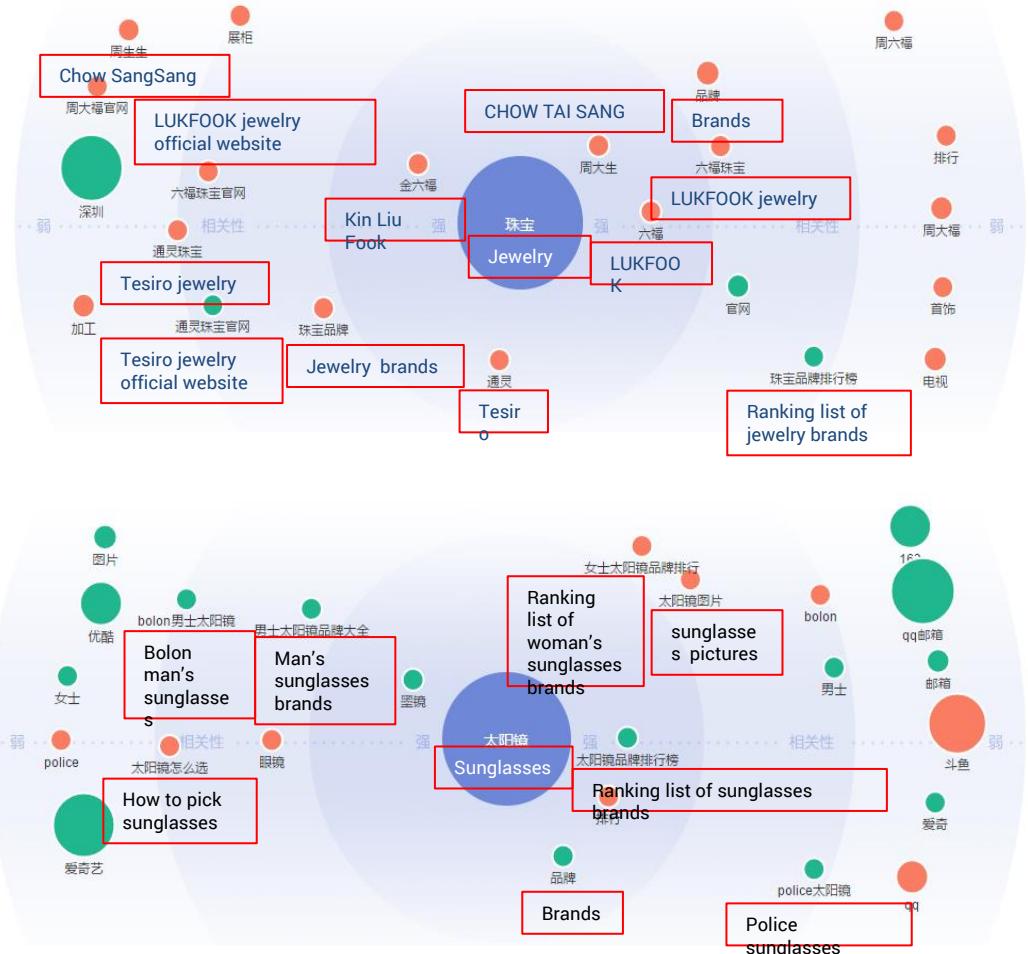 展柜
周六福
周生生
Chow SangSang
周大福官网
品牌
Brands
CHOW TAI SANG
LUKFOOK jewelry
official website
排行
周大生
六福珠宝
金六福
六福珠宝官网
LUKFOOK jewelry
深圳
弱
相关性
强
珠宝
强
六福
相关性
周大福
弱
Kin Liu
Fook
Jewelry
LUKFOO
K
通灵珠宝
Tesiro jewelry
官网
首饰
加工
通灵珠宝官网
珠宝品牌
Tesiro jewelry
official website
Jewelry brands
通灵
珠宝品牌排行榜
电视
Tesir
o
Ranking list of
jewelry brands
图片
163
女士太阳镜品牌排行
太阳镜图片
bolon男士太阳镜
男士太阳镜品牌大全
bolon
优酷
qq邮箱
Ranking
list of
woman's
sunglasses
brands
sunglasse
s pictures
Bolon
man's
sunglasse
s
Man's
sunglasses
brands
女士
墨镜
男士
邮箱
弱
相关性
强
太阳镜
强
相关性
弱
police
太阳镜怎么选
眼镜
Sunglasses
太阳镜品牌排行榜
斗鱼
How to pick
sunglasses
Ranking list of sunglasses
brands
排行
爱奇
爱奇艺
品牌
police太阳镜
qq
Brands
Police
sunglasses